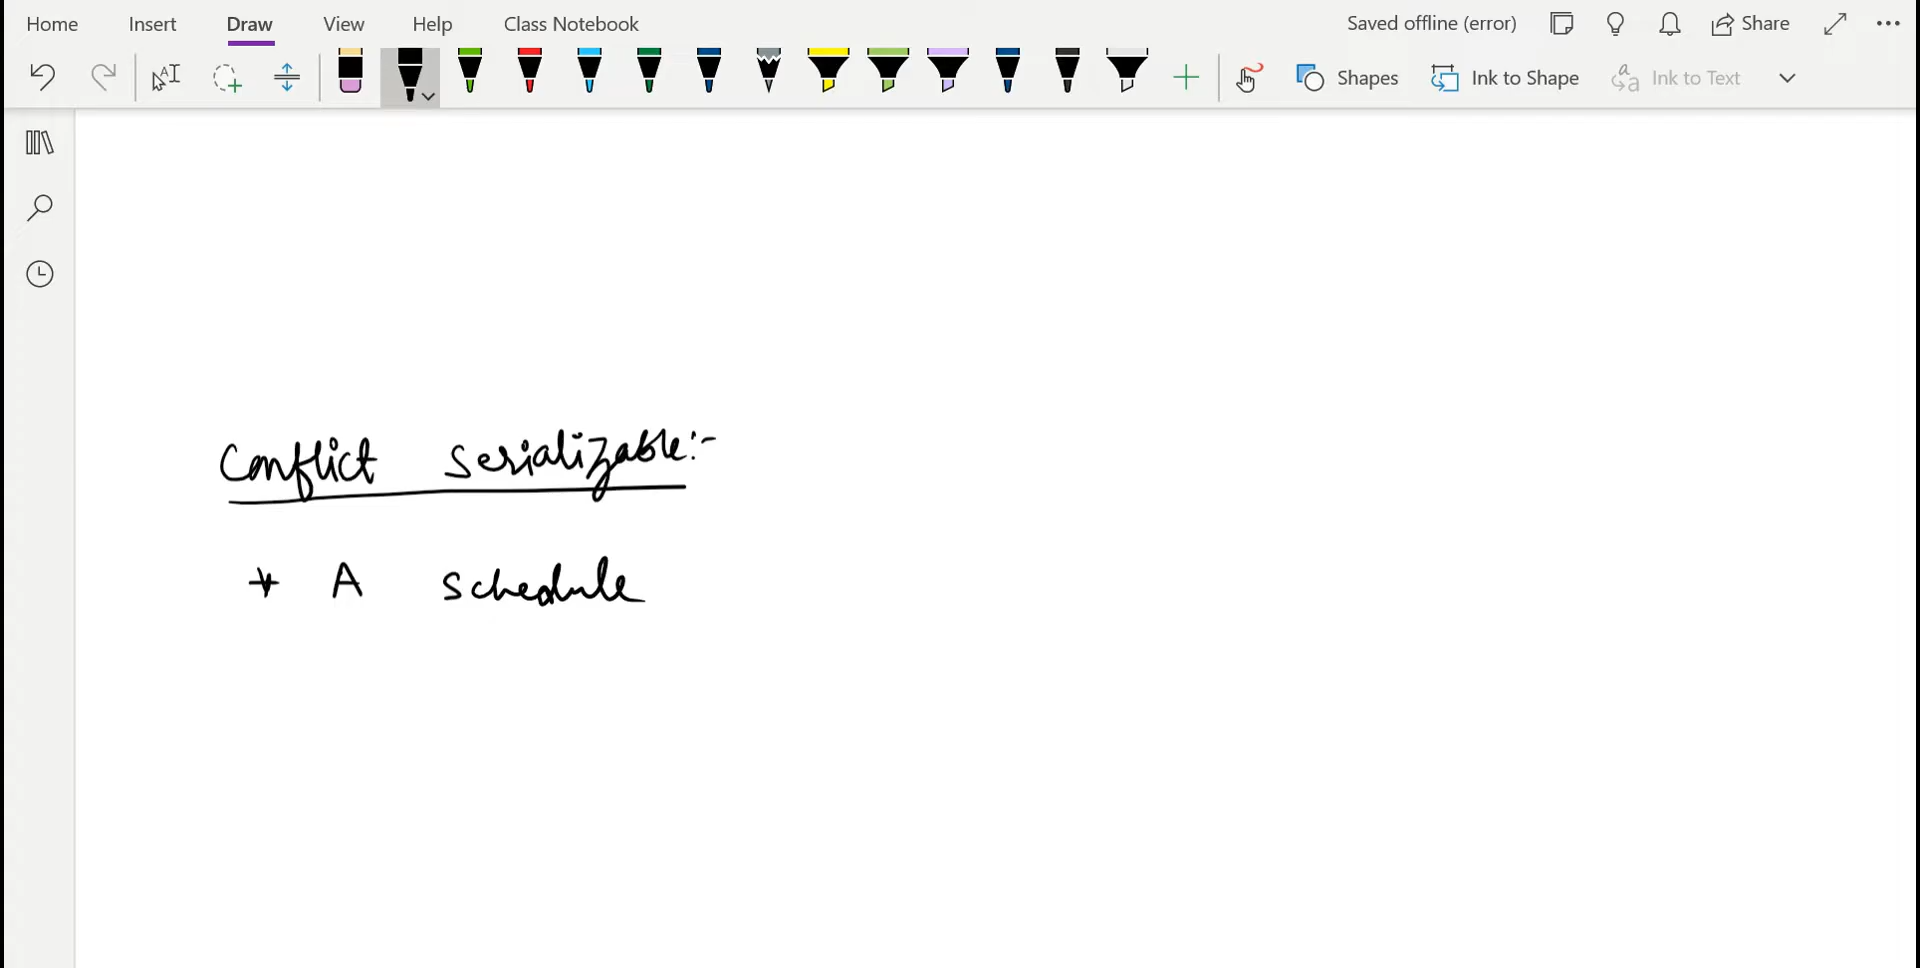 Home Insert Draw View Help Class Notebook Saved offline (error) Share
Shapes Ink to Shape Ink to Text
Conflict Serializable:-
* A Schedule